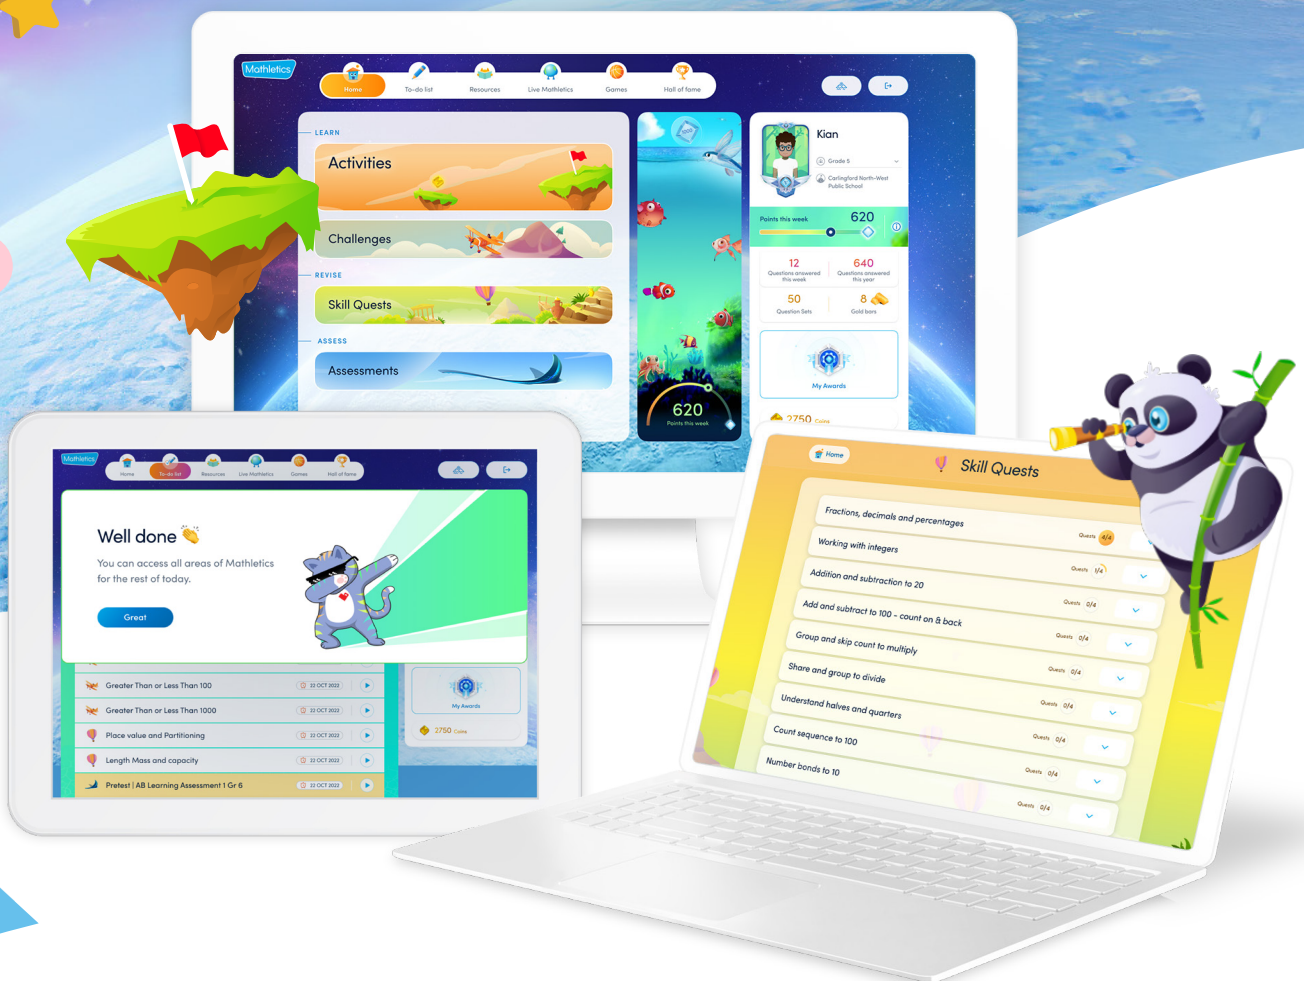 Mathletics
Home
To-do list
Resources
Live Mathletics
Games
Hall of fame
LEARN
Activities
Challenges
REVISE
Skill Quests
ASSESS
Assessments
620
Points this week
Kian
Grade 5
Carlingford North-West
Public School
Points this week
620
12
Questions answered
this week
640
Questions answered
this year
50
Question Sets
8
Gold bars
My Awards
2750 Coins
Mathletics
Home
To-do list
Resources
Live Mathletics
Games
Hall of fame
Well done
You can access all areas of Mathletics
for the rest of today.
Great
Greater Than or Less Than 100
22 OCT 2023
Greater Than or Less Than 1000
22 OCT 2023
Place value and Partitioning
22 OCT 2023
Length Mass and capacity
22 OCT 2023
Pretest | AB Learning Assessment 1 Gr 6
22 OCT 2023
My Awards
2750 Coins
Home
Skill Quests
Fractions, decimals and percentages
Quests 4/4
Working with integers
Quests 1/4
Addition and subtraction to 20
Quests 0/4
Add and subtract to 100 - count on & back
Quests 0/4
Group and skip count to multiply
Quests 0/4
Share and group to divide
Quests 0/4
Understand halves and quarters
Quests 0/4
Count sequence to 100
Quests 0/4
Number bonds to 10
Quests 0/4